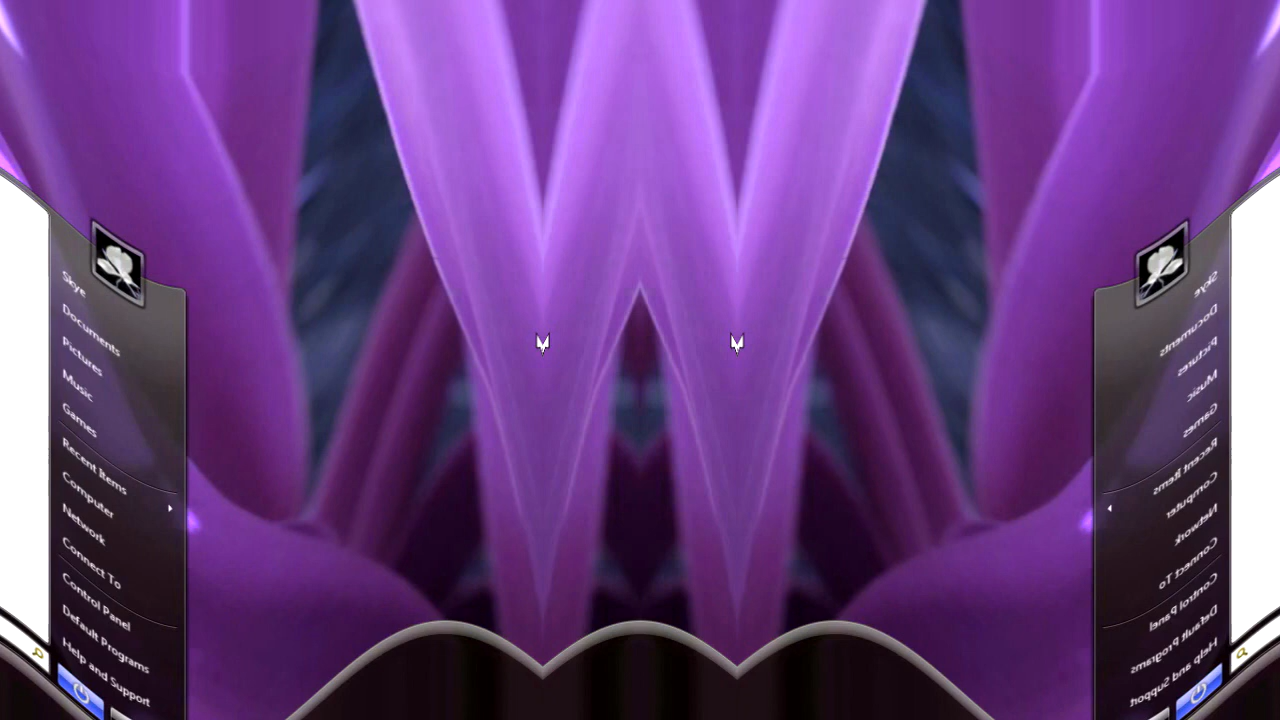 Skye
Documents
Pictures
Music
Games
Recent Items
Computer
Network
Connect To
Control Panel
Default Programs
Help and Support
Skye
Documents
Pictures
Music
Games
Recent Items
Computer
Network
Connect To
Control Panel
Default Programs
Help and Support